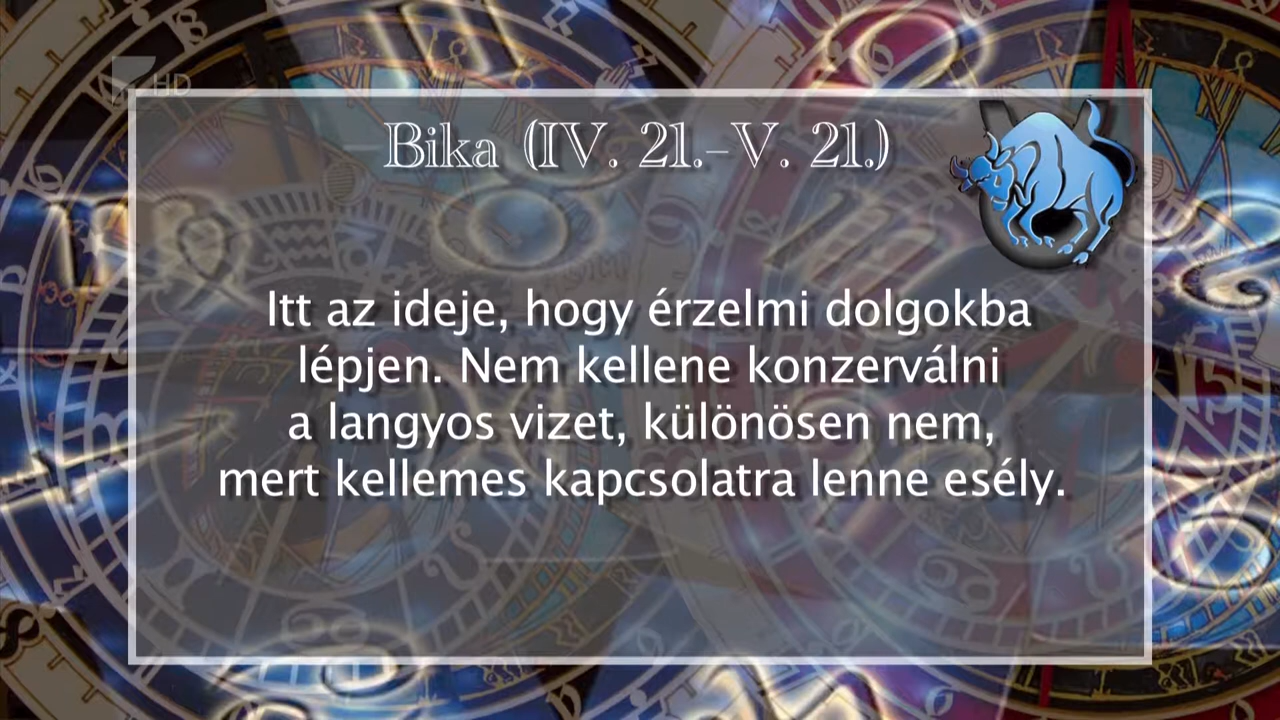 HD
Bika (IV. 21.-V. 21.)
Itt az ideje, hogy érzelmi dolgokba
lépjen. Nem kellene konzerválni
a langyos vizet, különösen nem,
mert kellemes kapcsolatra lenne esély.